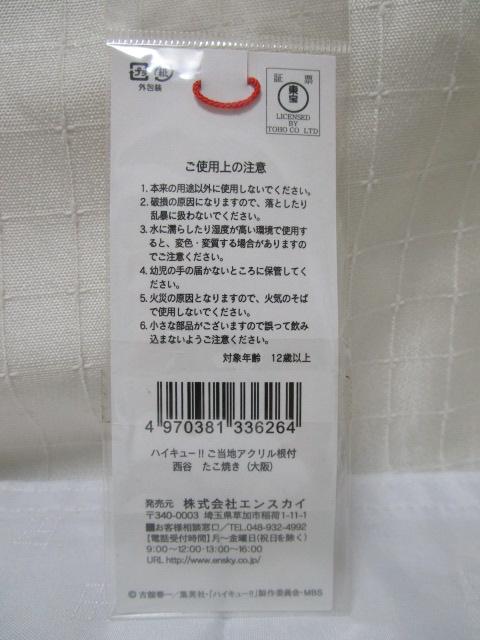 プラ 紙
外包装
証 票
東宝
LICENSED
BY
TOHO CO LTD
ご使用上の注意
1. 本来の用途以外に使用しないでください。
2. 破損の原因になりますので、落としたり
乱暴に扱わないでください。
3. 水に濡らしたり湿度が高い環境で使用す
ると、変色・変質する場合がありますの
でご注意ください。
4. 幼児の手の届かないところに保管してく
ださい。
5. 火災の原因となりますので、火気のそば
で使用しないでください。
6. 小さな部品がございますので誤って飲み
込まないようご注意ください。
対象年齢 12歳以上
4 970381 336264
ハイキュー!! ご当地アクリル根付
西谷 たこ焼き (大阪)
発売元 株式会社エンスカイ
〒340-0003 埼玉県草加市稲荷1-11-1
■お客様相談窓口/TEL.048-932-4992
【電話受付時間】月〜金曜日(祝日を除く)
9:00〜12:00・13:00〜16:00
URL http://www.ensky.co.jp/
©古舘春一/集英社・「ハイキュー!!」製作委員会・MBS